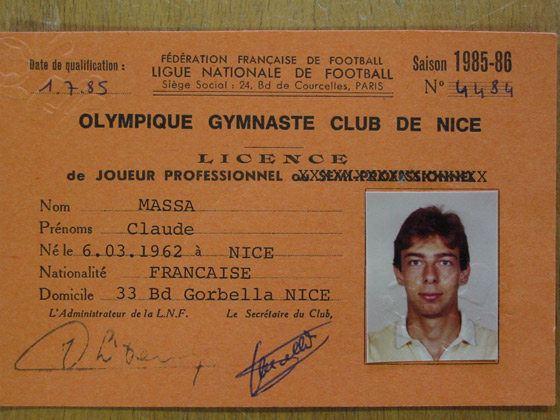 Date de qualification :
1.7.85
FÉDÉRATION FRANÇAISE DE FOOTBALL
LIGUE NATIONALE DE FOOTBALL
Siège Social : 24, Bd de Courcelles, PARIS
Saison 1985-86
N° 4484
OLYMPIQUE GYMNASTE CLUB DE NICE
LICENCE
de JOUEUR PROFESSIONNEL ou SEMI-PROFESSIONNEL
Nom MASSA
Prénoms Claude
Né le 6.03.1962 à NICE
Nationalité FRANCAISE
Domicile 33 Bd Gorbella NICE
L'Administrateur de la L.N.F. Le Secrétaire du Club,